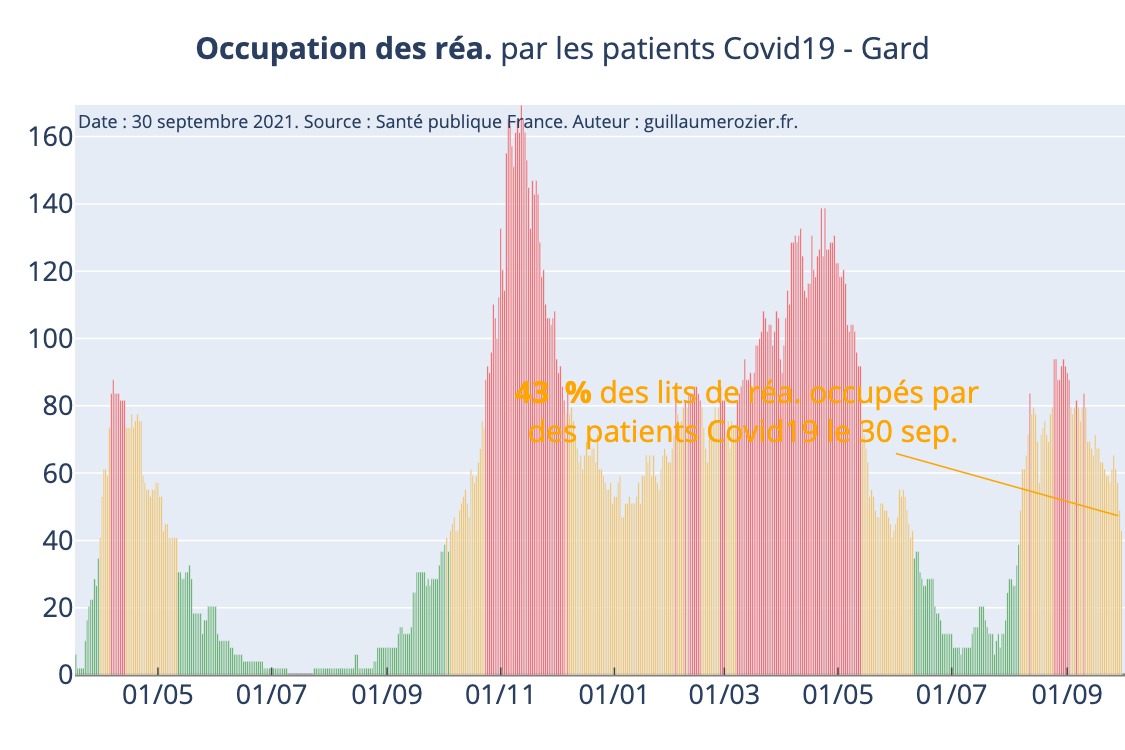 Occupation des réa. par les patients Covid19 - Gard
Date : 30 septembre 2021. Source : Santé publique France. Auteur : guillaumerozier.fr.
160
140
120
100
80
60
40
20
0
43 % des lits de réa. occupés par
des patients Covid19 le 30 sep.
01/05 01/07 01/09 01/11 01/01 01/03 01/05 01/07 01/09